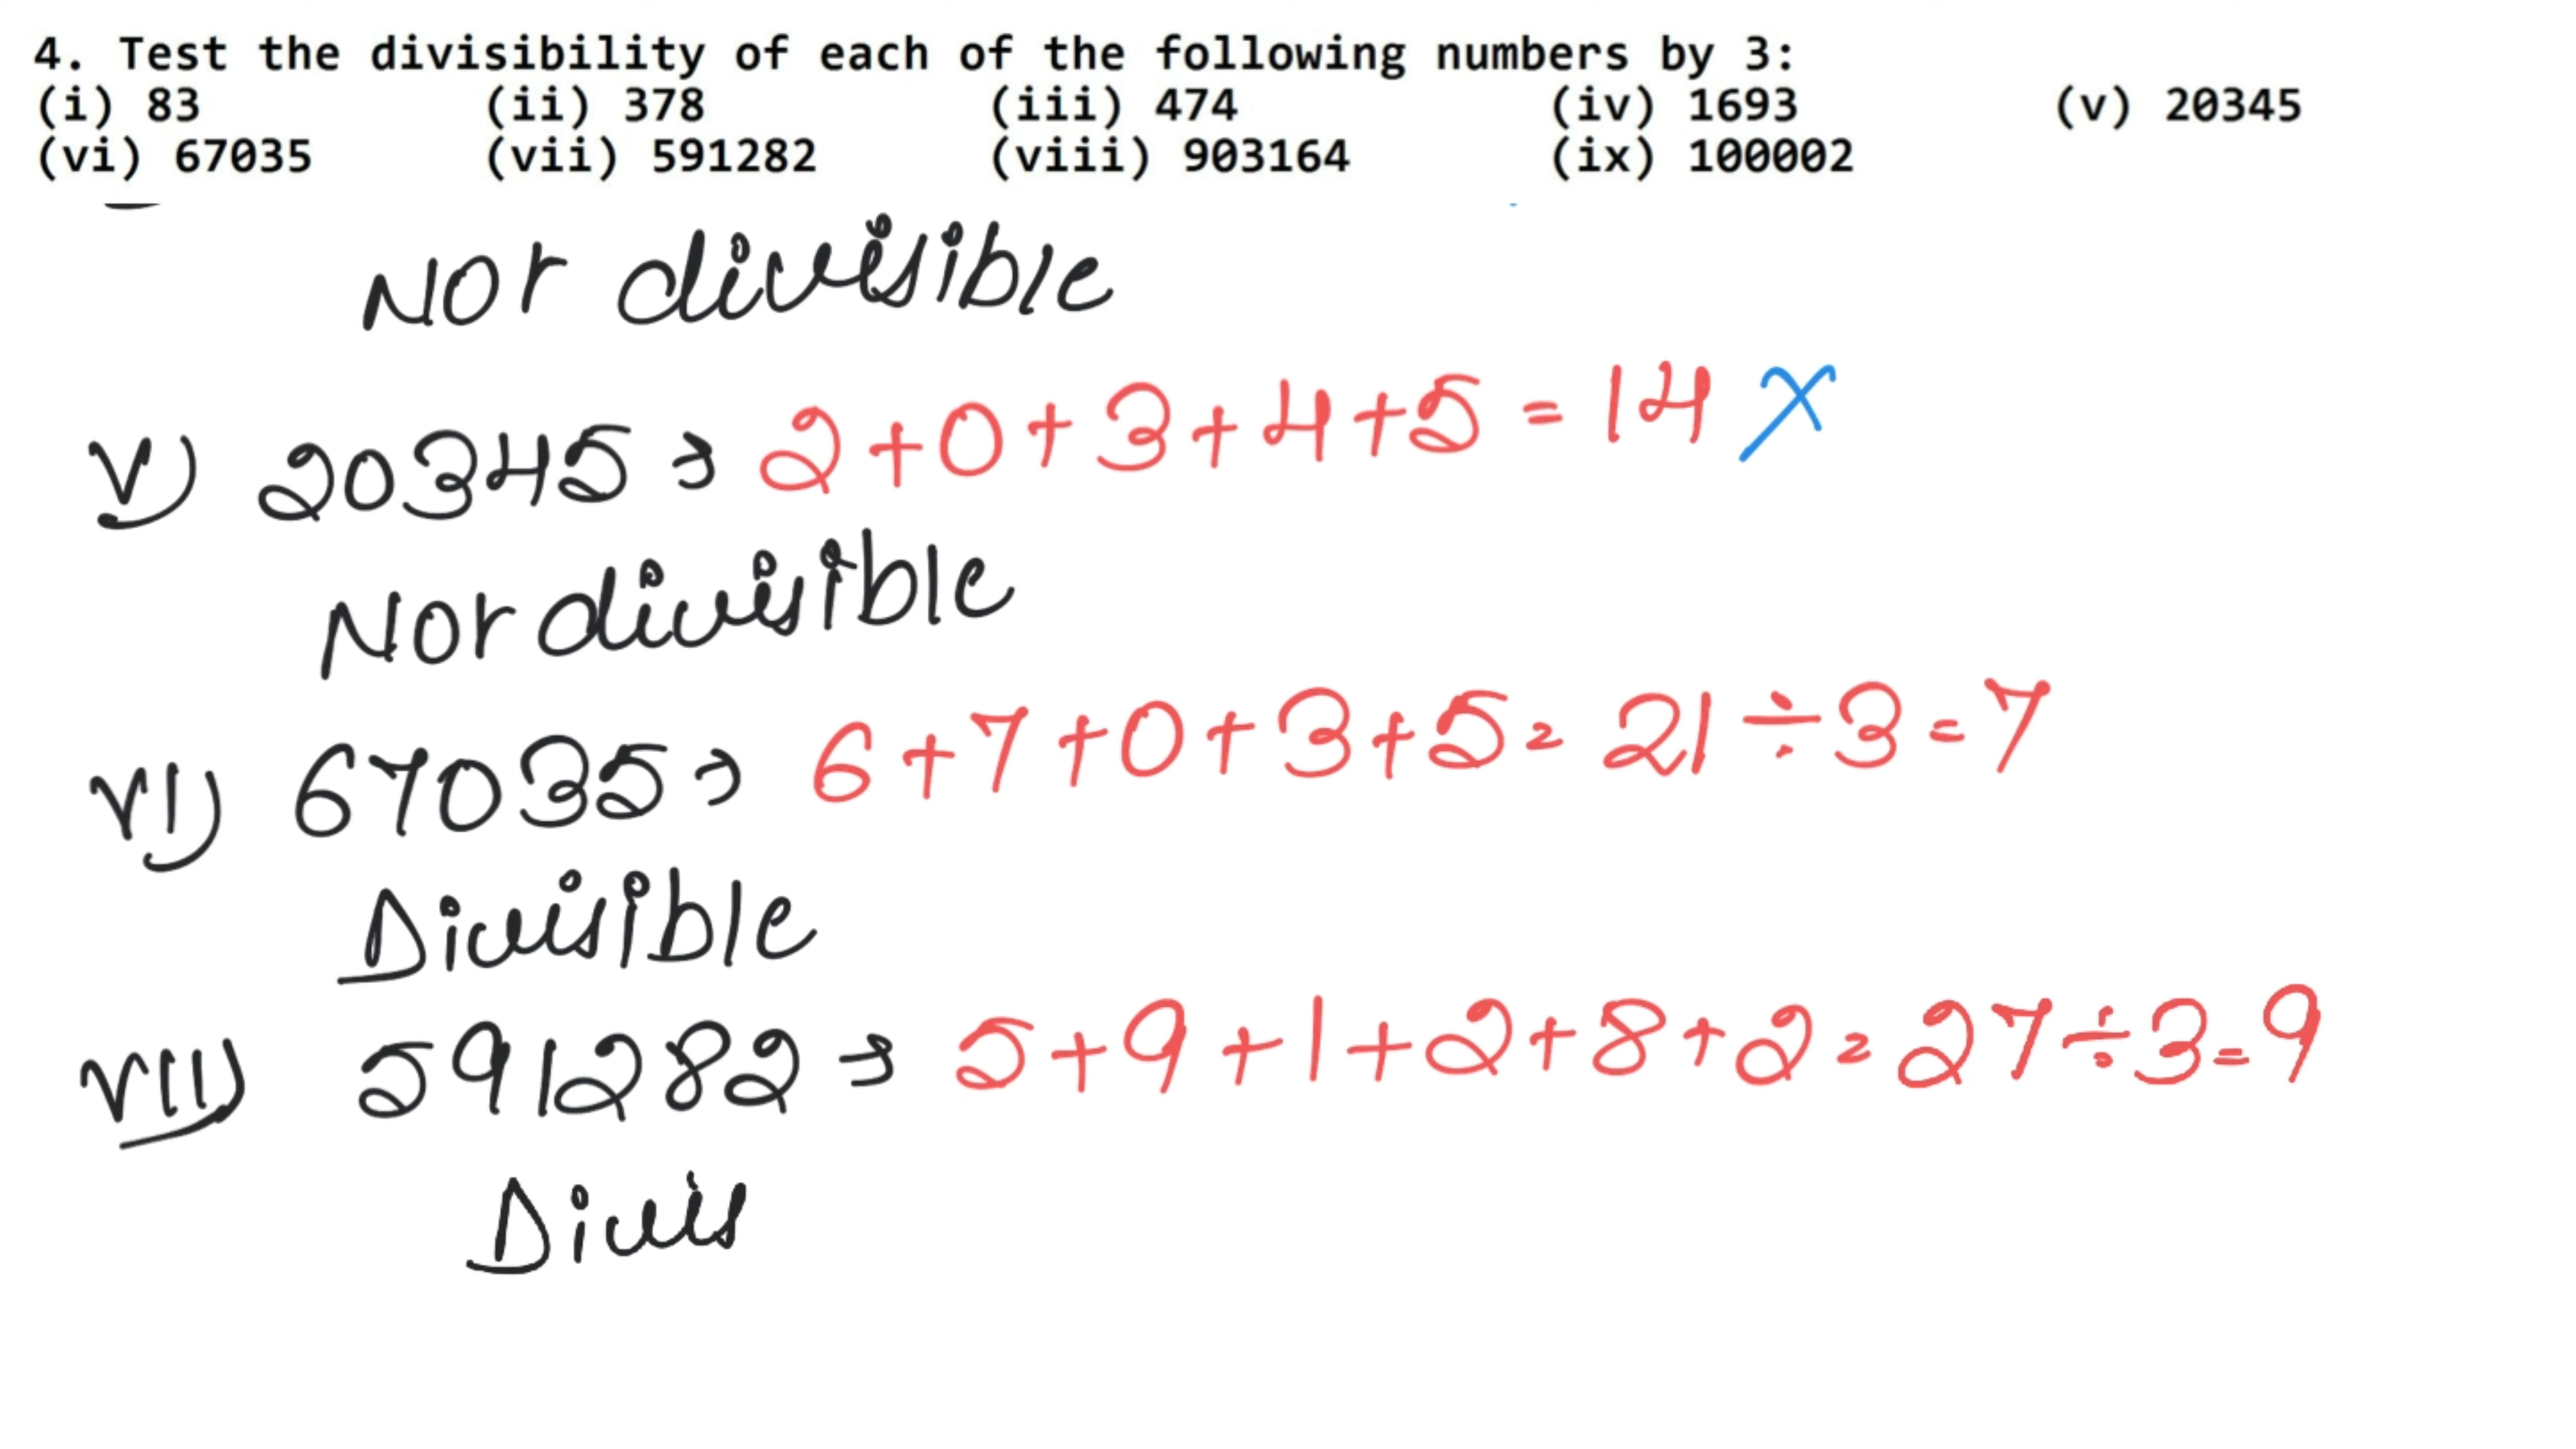 4. Test the divisibility of each of the following numbers by 3:
(i) 83 (ii) 378 (iii) 474 (iv) 1693 (v) 20345
(vi) 67035 (vii) 591282 (viii) 903164 (ix) 100002
Not divisible
v) 20345 → 2+0+3+4+5 = 14 X
Not divisible
vi) 67035 → 6+7+0+3+5 = 21 ÷ 3 = 7
Divisible
vii) 591282 → 5+9+1+2+8+2 = 27 ÷ 3 = 9
Divis